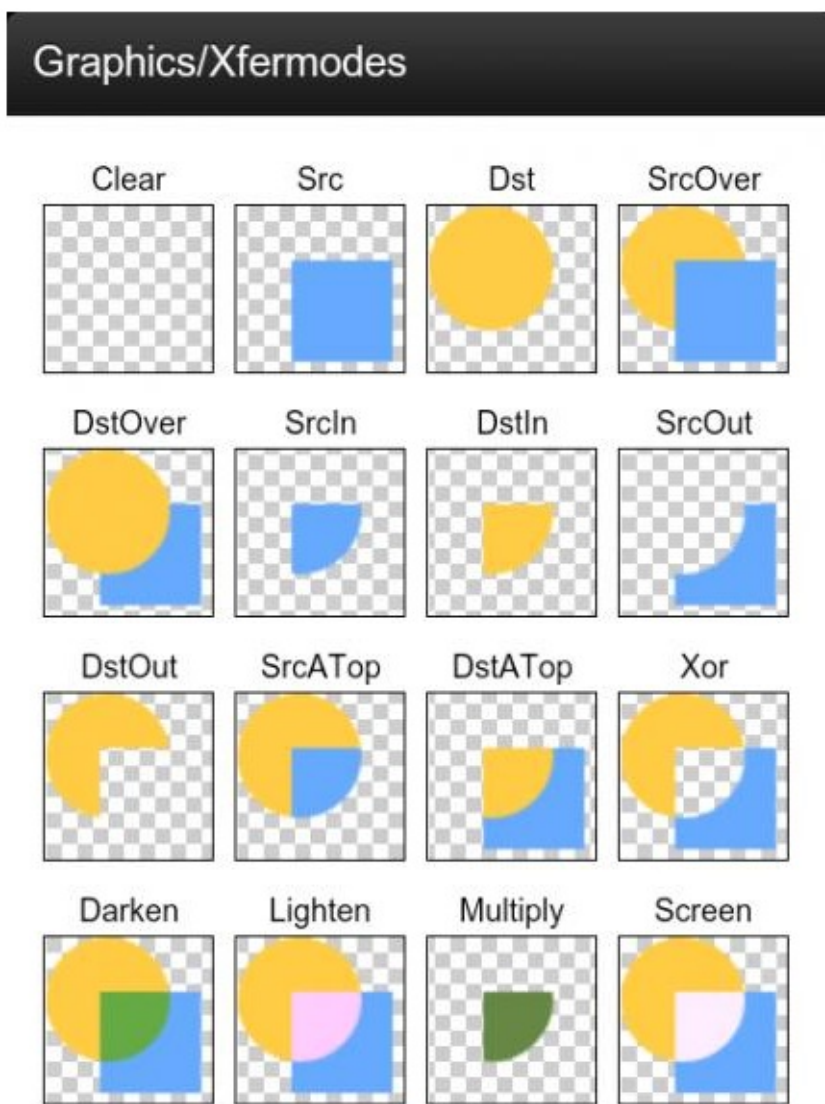 Graphics/Xfermodes
Clear Src Dst SrcOver
DstOver SrcIn DstIn SrcOut
DstOut SrcATop DstATop Xor
Darken Lighten Multiply Screen